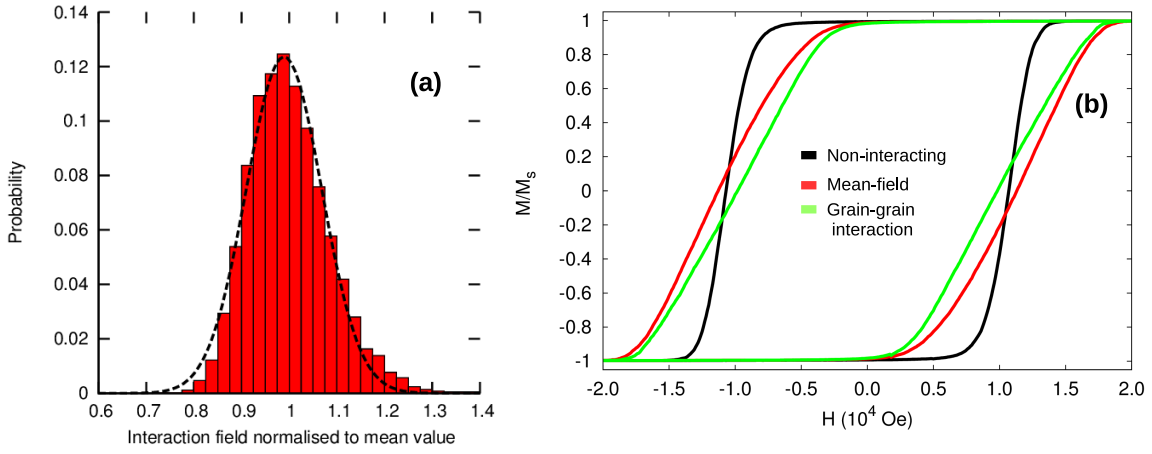 (a)
0.14
0.12
0.1
0.08
0.06
0.04
0.02
0
Probability
0.6 0.7 0.8 0.9 1 1.1 1.2 1.3 1.4
Interaction field normalised to mean value
(b)
1
0.8
0.6
0.4
0.2
0
-0.2
-0.4
-0.6
-0.8
-1
M/Ms
Non-interacting
Mean-field
Grain-grain
interaction
-2.0 -1.5 -1.0 -0.5 0.0 0.5 1.0 1.5 2.0
H (10^4 Oe)